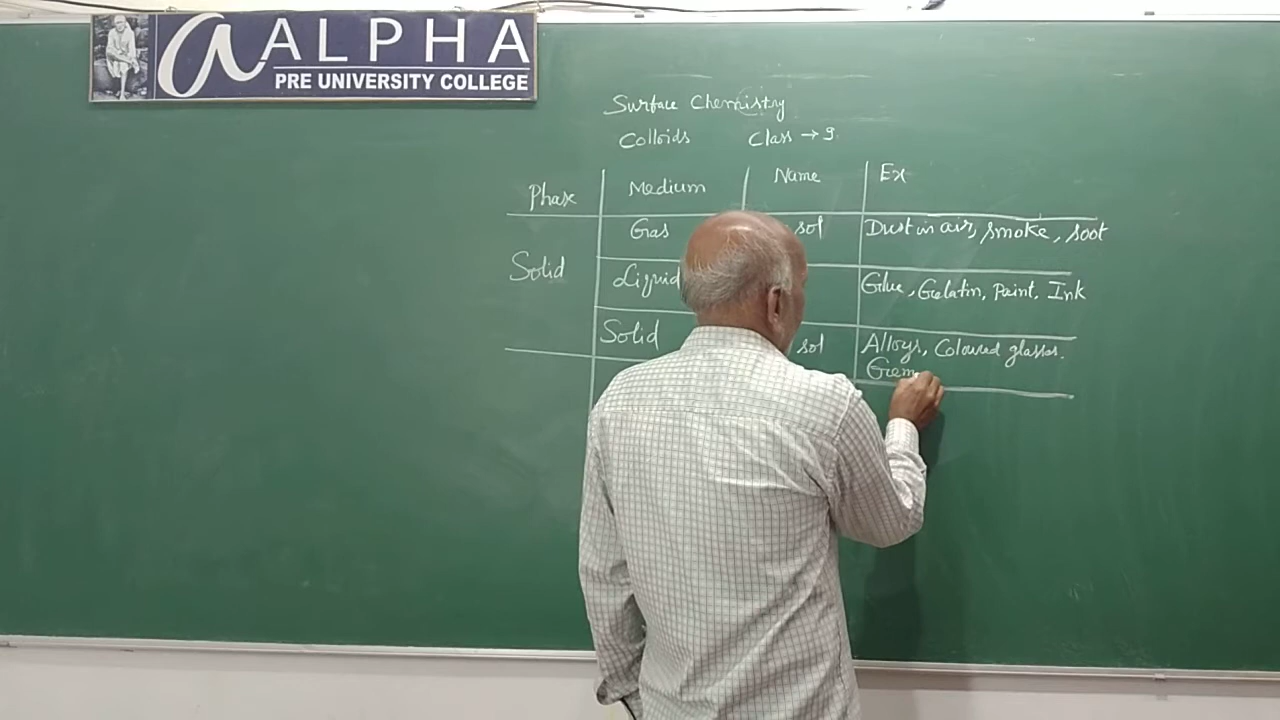 ALPHA
PRE UNIVERSITY COLLEGE
Surface Chemistry
Colloids Class → 9.
Phase Medium Name Ex
Gas sol Dust in air, smoke, soot
Solid Liquid Glue, Gelatin, Paint, Ink
Solid sol Alloys, Coloured glasses.
Gem